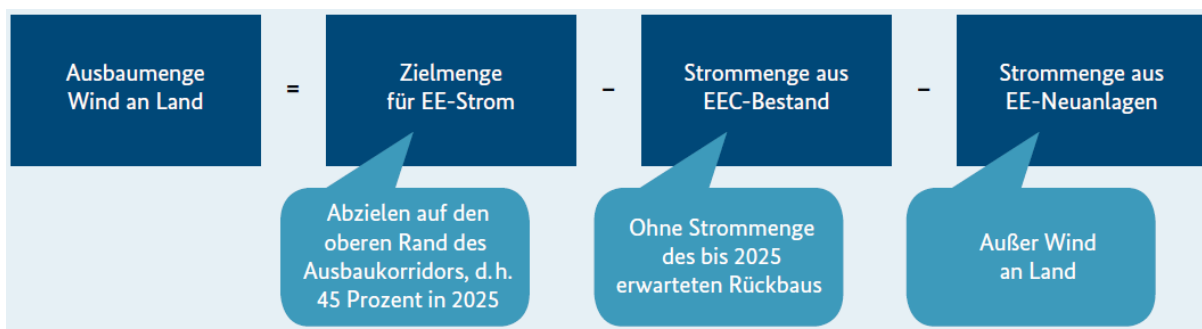 Ausbaumenge
Wind an Land
=
Zielmenge
für EE-Strom
–
Strommenge aus
EEC-Bestand
–
Strommenge aus
EE-Neuanlagen
Abzielen auf den
oberen Rand des
Ausbaukorridors, d. h.
45 Prozent in 2025
Ohne Strommenge
des bis 2025
erwarteten Rückbaus
Außer Wind
an Land